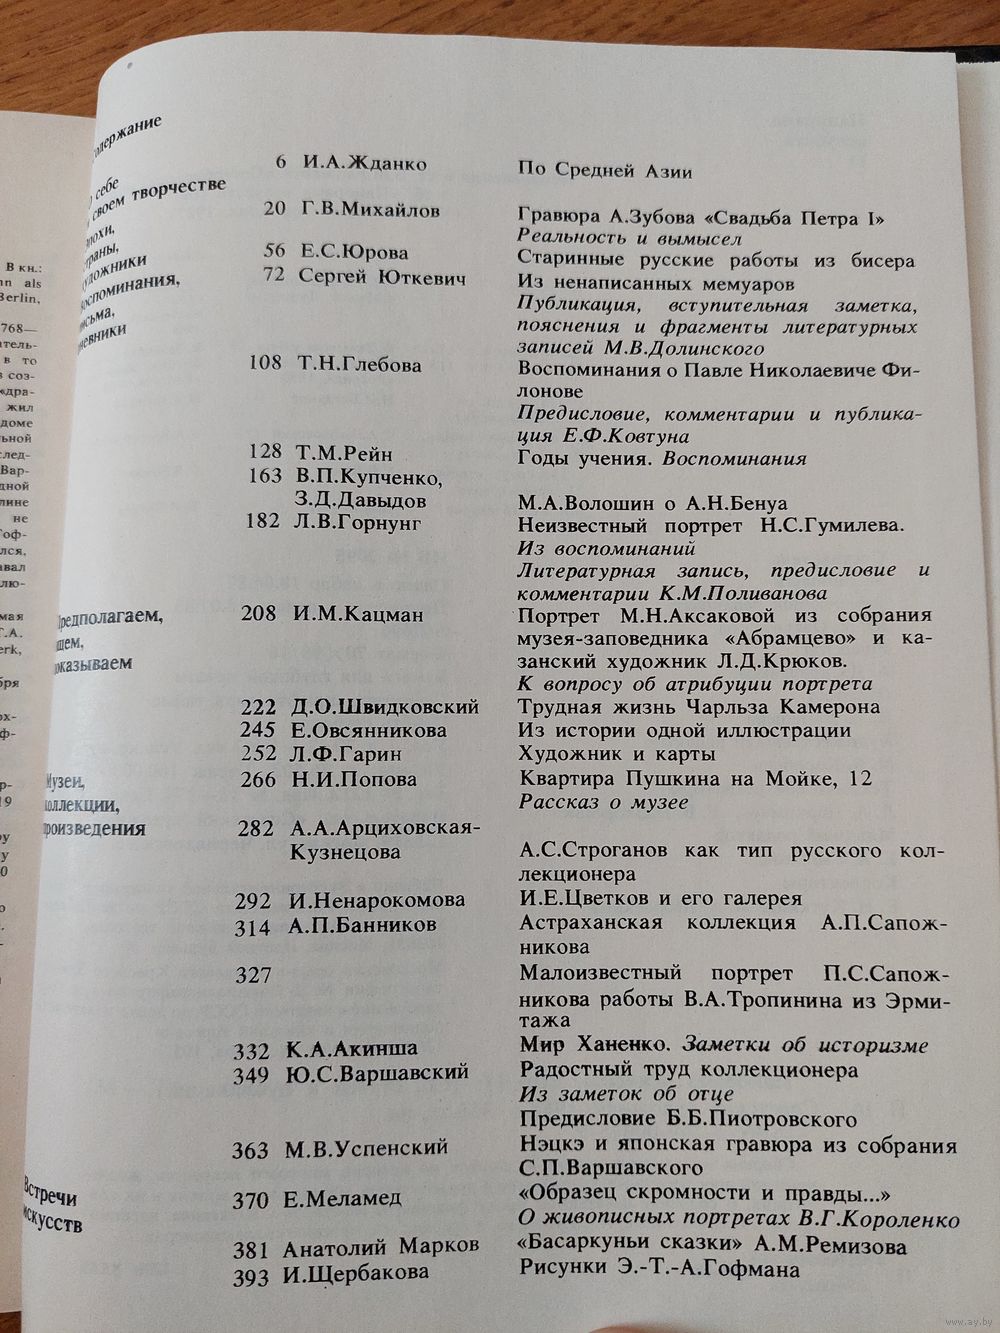 6 И.А.Жданко По Средней Азии
себе
своем творчестве
20 Г.В.Михайлов Гравюра А.Зубова «Свадьба Петра I»
Реальность и вымысел
56 Е.С.Юрова Старинные русские работы из бисера
72 Сергей Юткевич Из ненаписанных мемуаров
Публикация, вступительная заметка,
пояснения и фрагменты литературных
записей М.В.Долинского
108 Т.Н.Глебова Воспоминания о Павле Николаевиче Фи-
лонове
Предисловие, комментарии и публика-
ция Е.Ф.Ковтуна
128 Т.М.Рейн Годы учения. Воспоминания
163 В.П.Купченко,
З.Д.Давыдов М.А.Волошин о А.Н.Бенуа
182 Л.В.Горнунг Неизвестный портрет Н.С.Гумилева.
Из воспоминаний
Литературная запись, предисловие и
комментарии К.М.Поливанова
Предполагаем,
ищем,
доказываем
208 И.М.Кацман Портрет М.Н.Аксаковой из собрания
музея-заповедника «Абрамцево» и ка-
занский художник Л.Д.Крюков.
К вопросу об атрибуции портрета
222 Д.О.Швидковский Трудная жизнь Чарльза Камерона
245 Е.Овсянникова Из истории одной иллюстрации
252 Л.Ф.Гарин Художник и карты
Музеи,
коллекции,
произведения
266 Н.И.Попова Квартира Пушкина на Мойке, 12
Рассказ о музее
282 А.А.Арциховская-
Кузнецова А.С.Строганов как тип русского кол-
лекционера
292 И.Ненарокомова И.Е.Цветков и его галерея
314 А.П.Банников Астраханская коллекция А.П.Сапож-
никова
327 Малоизвестный портрет П.С.Сапож-
никова работы В.А.Тропинина из Эрми-
тажа
332 К.А.Акинша Мир Ханенко. Заметки об историзме
349 Ю.С.Варшавский Радостный труд коллекционера
Из заметок об отце
Предисловие Б.Б.Пиотровского
363 М.В.Успенский Нэцкэ и японская гравюра из собрания
С.П.Варшавского
Встречи
искусств
370 Е.Меламед «Образец скромности и правды...»
О живописных портретах В.Г.Короленко
381 Анатолий Марков «Басаркуньи сказки» А.М.Ремизова
393 И.Щербакова Рисунки Э.-Т.-А.Гофмана
www.ay.by